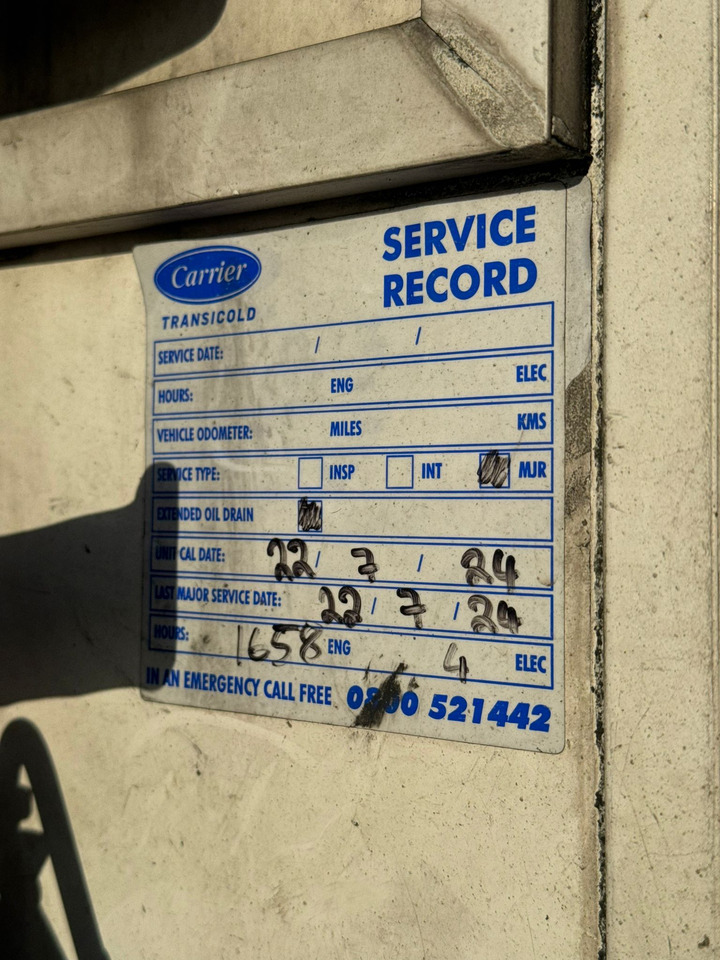 Carrier
TRANSICOLD
SERVICE
RECORD
SERVICE DATE: / /
HOURS: ENG ELEC
VEHICLE ODOMETER: MILES KMS
SERVICE TYPE: INSP INT MJR
EXTENDED OIL DRAIN
UNIT CAL DATE: 22 / 7 / 24
LAST MAJOR SERVICE DATE: 22 / 7 / 24
HOURS: 1658 ENG 4 ELEC
IN AN EMERGENCY CALL FREE 0800 521442